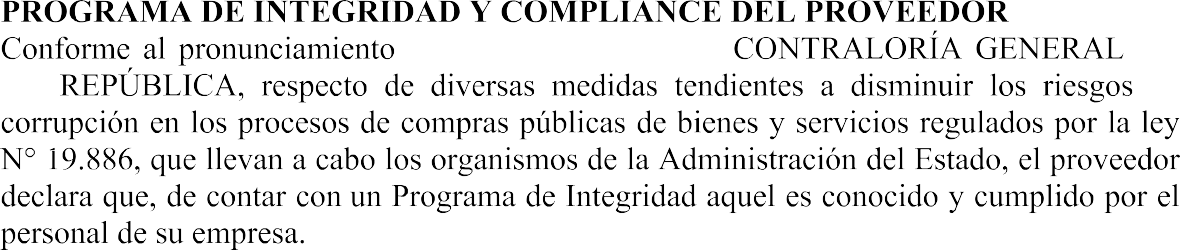 PROGRAMA DE INTEGRIDAD Y COMPLIANCE DEL PROVEEDOR
Conforme al pronunciamiento CONTRALORÍA GENERAL
REPÚBLICA, respecto de diversas medidas tendientes a disminuir los riesgos
corrupción en los procesos de compras públicas de bienes y servicios regulados por la ley
N° 19.886, que llevan a cabo los organismos de la Administración del Estado, el proveedor
declara que, de contar con un Programa de Integridad aquel es conocido y cumplido por el
personal de su empresa.